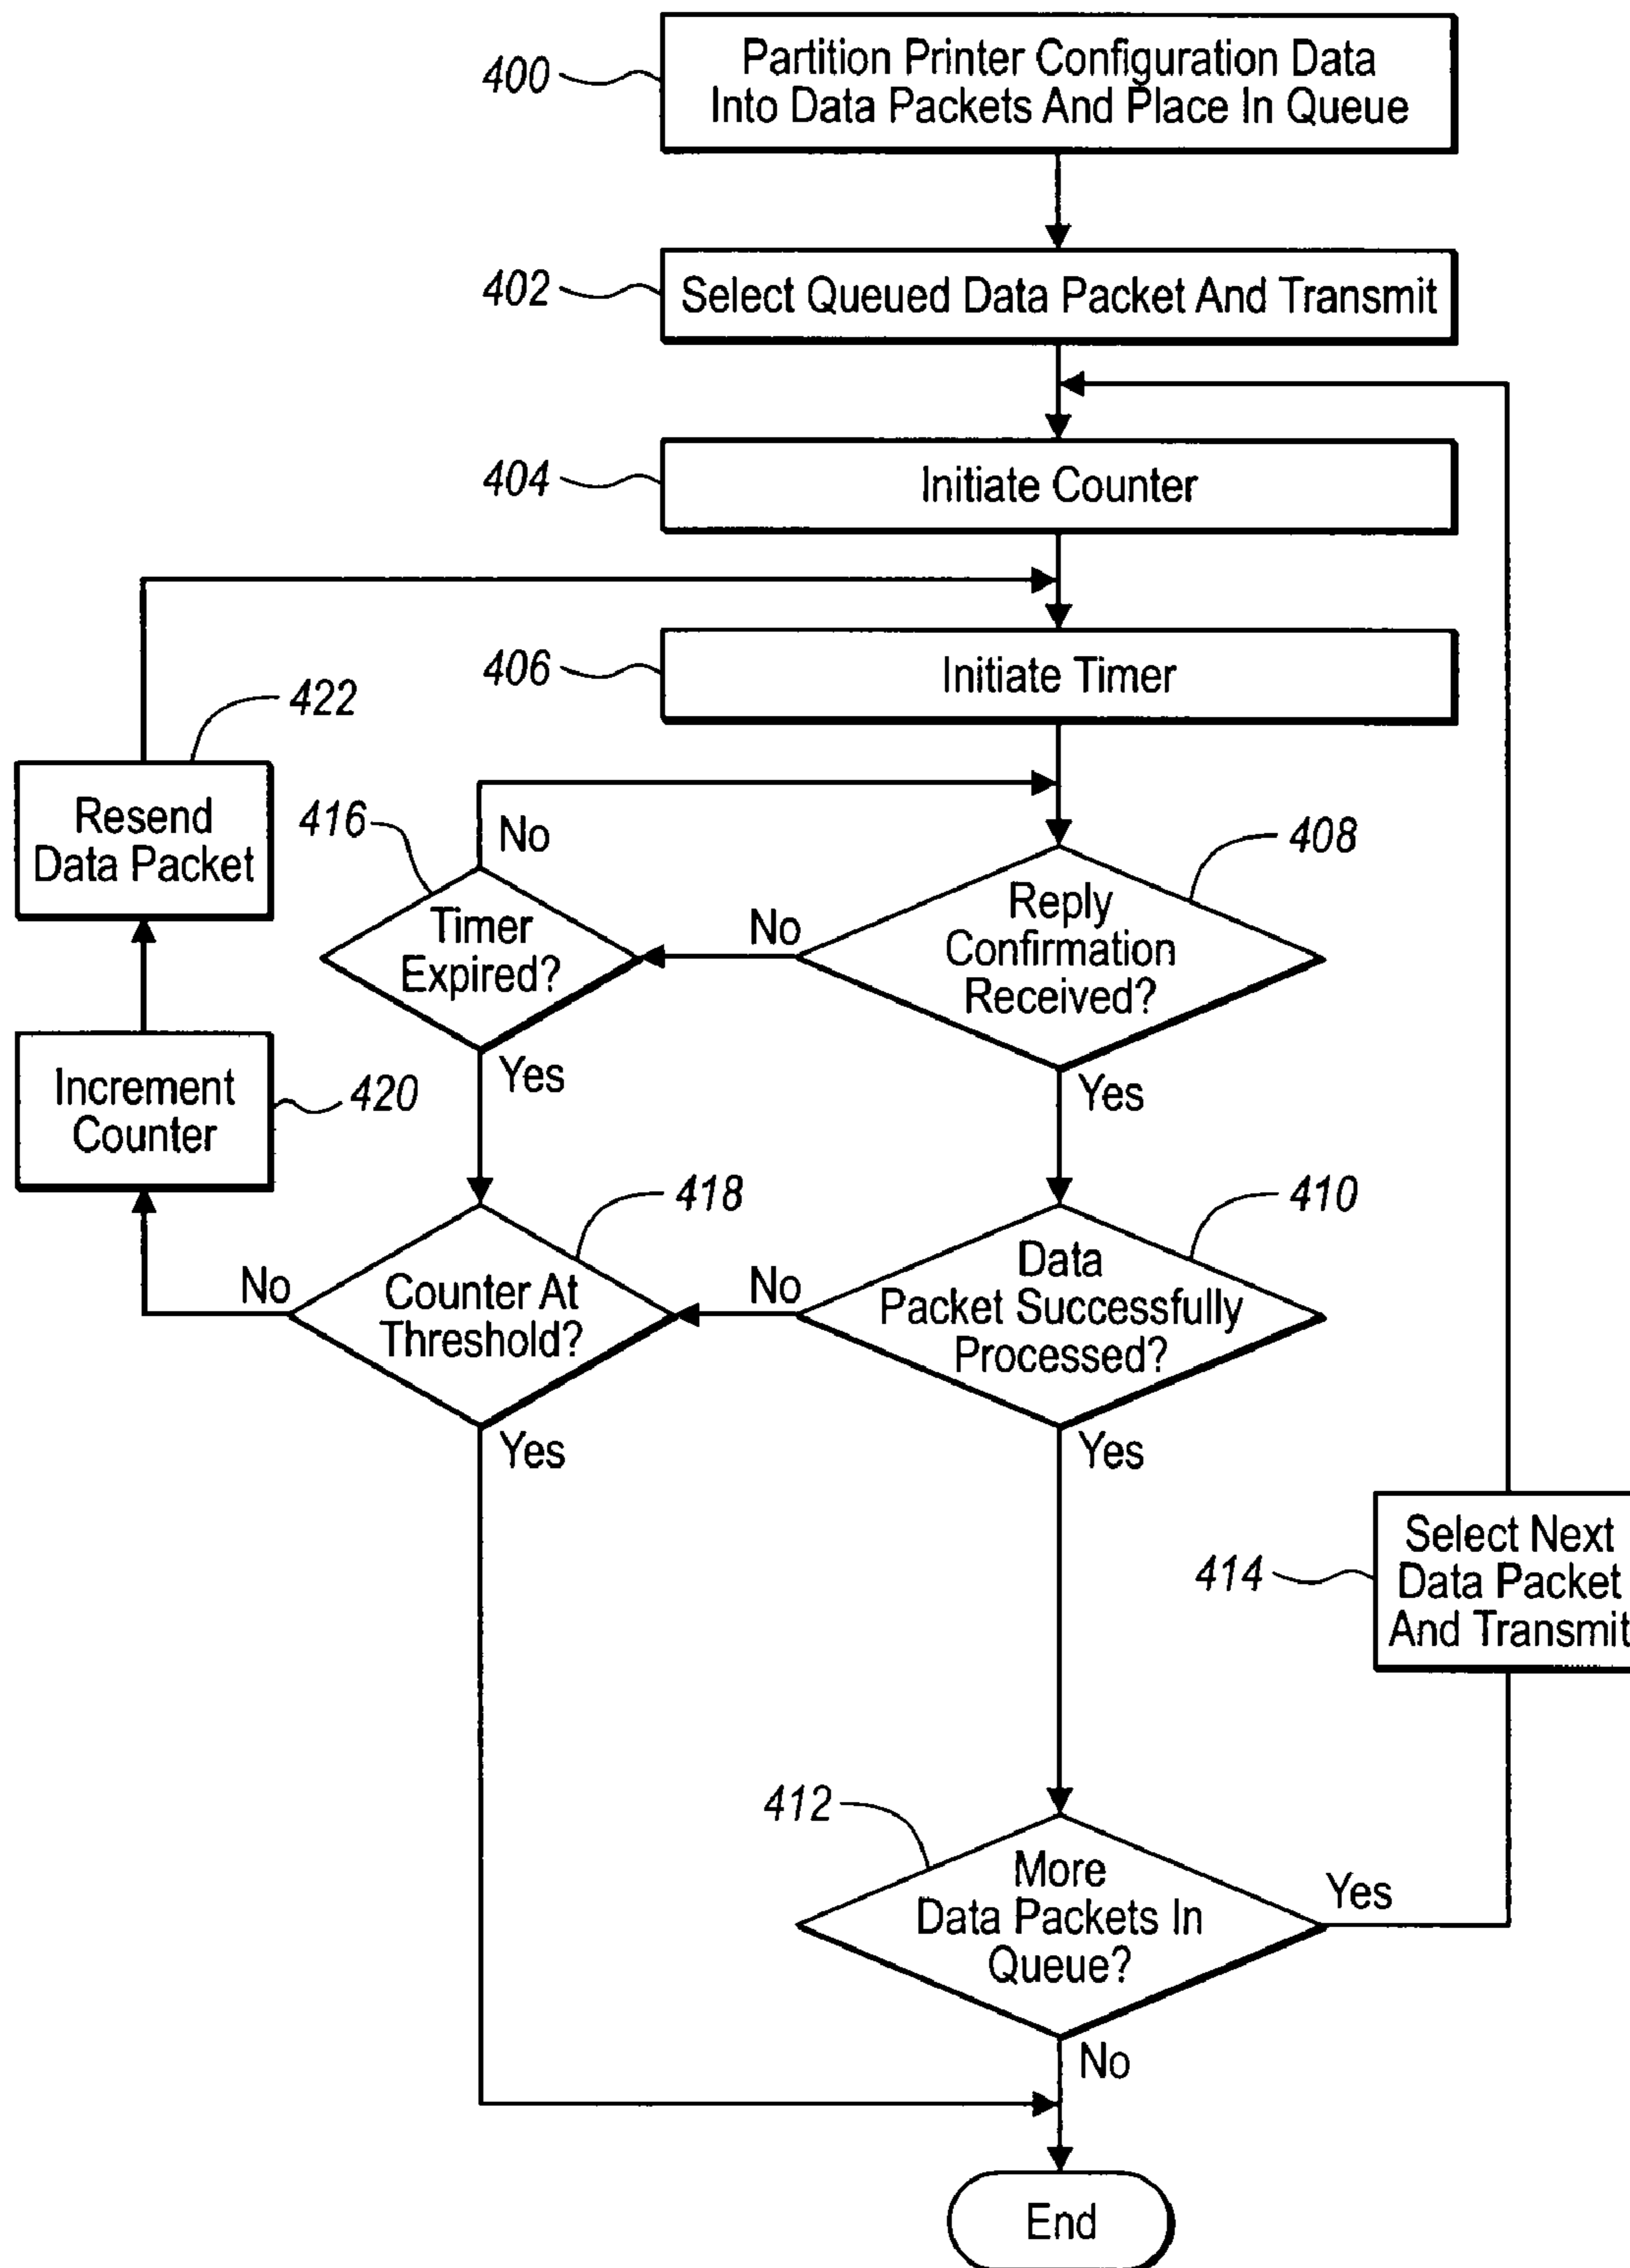 400
Partition Printer Configuration Data
Into Data Packets And Place In Queue
402
Select Queued Data Packet And Transmit
404
Initiate Counter
406
Initiate Timer
422
Resend
Data Packet
416
No
408
Timer
Expired?
No
Reply
Confirmation
Received?
Yes
Yes
Increment
Counter
420
418
410
No
Counter At
Threshold?
No
Data
Packet Successfully
Processed?
Yes
Yes
414
Select Next
Data Packet
And Transmit
412
More
Data Packets In
Queue?
Yes
No
End